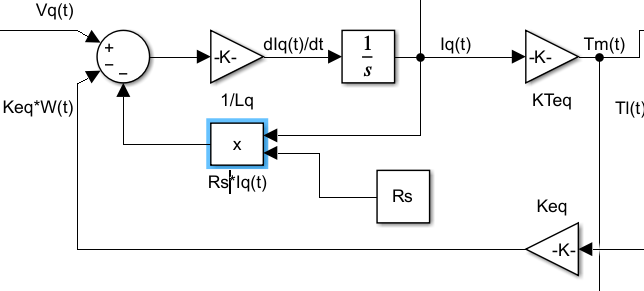 Vq(t)
+
−
−
-K-
1/Lq
dIq(t)/dt
1
s
Iq(t)
-K-
KTeq
Tm(t)
Keq*W(t)
Tl(t)
x
Rs*Iq(t)
Rs
Keq
-K-